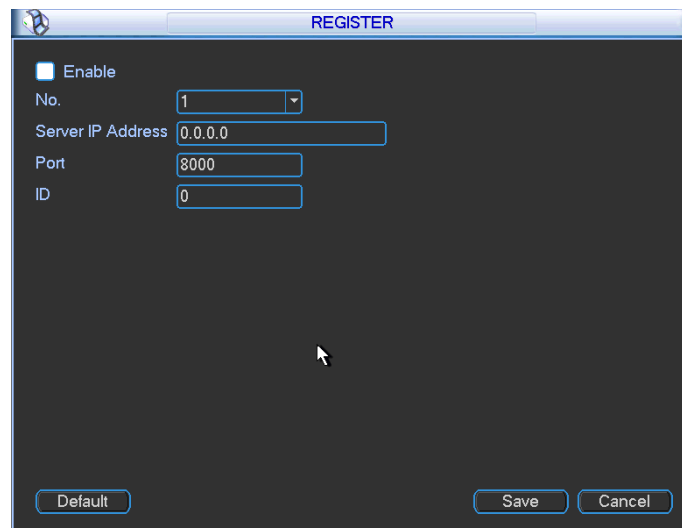 REGISTER
Enable
No. 1
Server IP Address 0.0.0.0
Port 8000
ID 0
Default Save Cancel